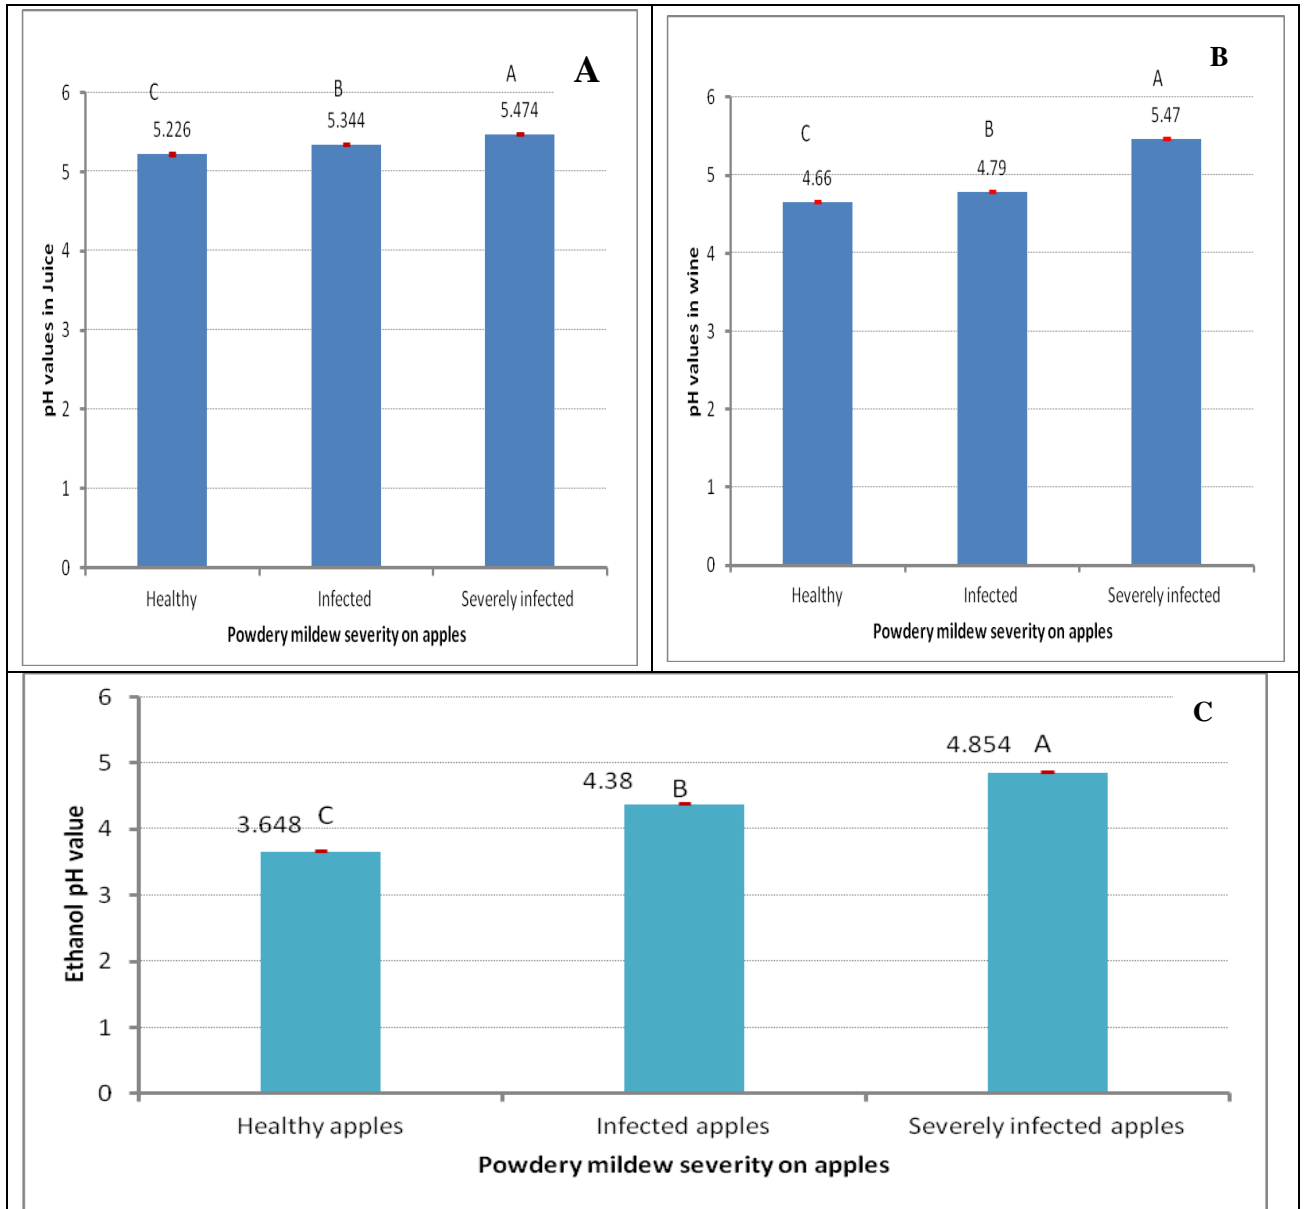 A
C
B
A
5.226
5.344
5.474
6
5
4
3
2
1
0
pH values in Juice
Healthy
Infected
Severely infected
Powdery mildew severity on apples
B
C
B
A
4.66
4.79
5.47
6
5
4
3
2
1
0
pH values in wine
Healthy
Infected
Severely infected
Powdery mildew severity on apples
C
3.648 C
4.38 B
4.854 A
6
5
4
3
2
1
0
Ethanol pH value
Healthy apples
Infected apples
Severely infected apples
Powdery mildew severity on apples